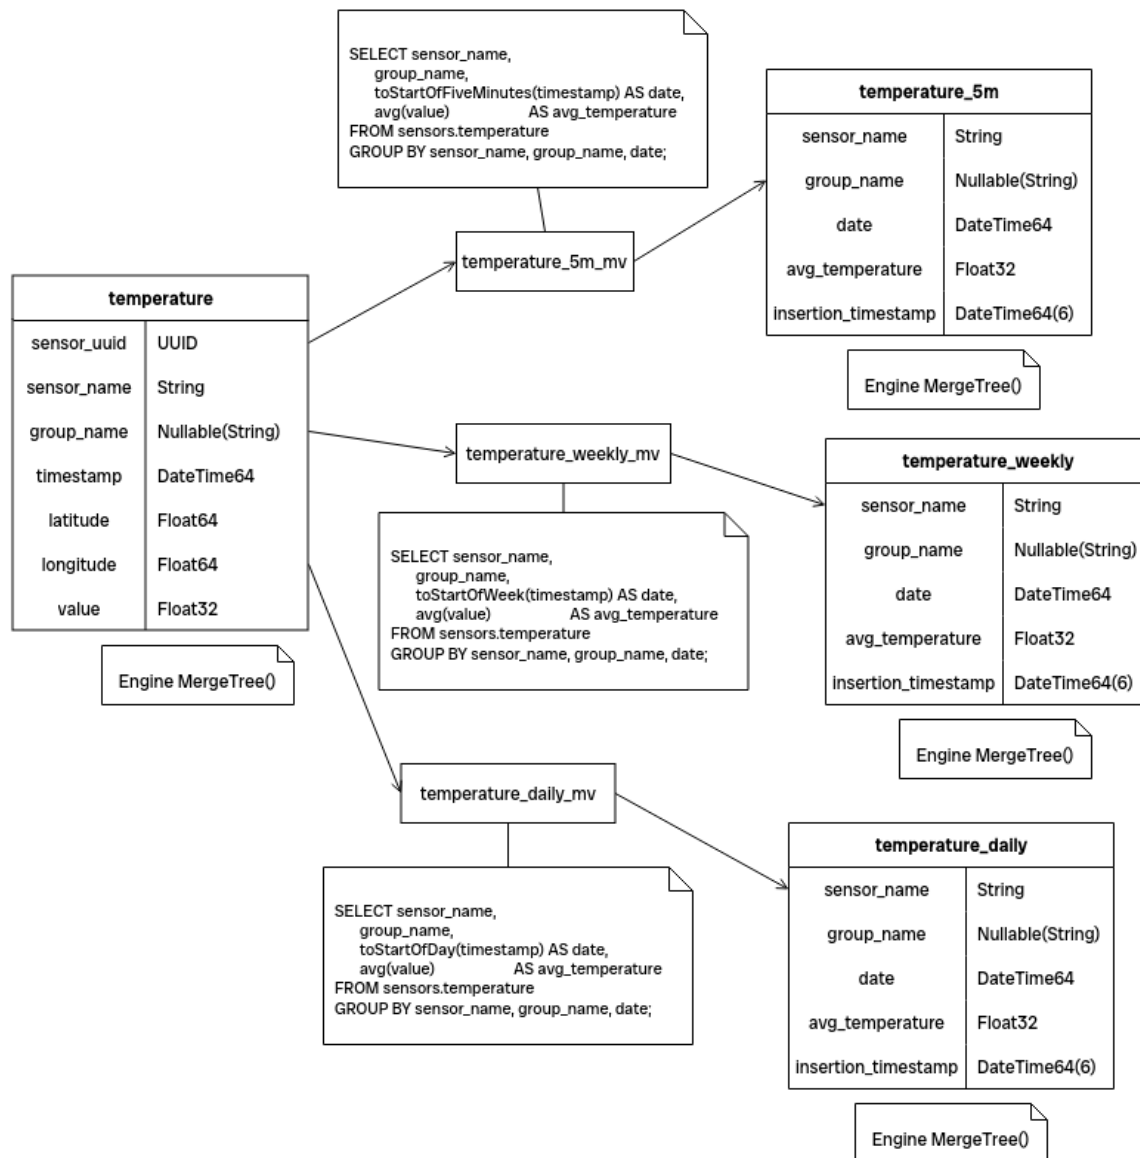 SELECT sensor_name,
group_name,
toStartOfFiveMinutes(timestamp) AS date,
avg(value) AS avg_temperature
FROM sensors.temperature
GROUP BY sensor_name, group_name, date;
temperature_5m_mv
temperature_5m
sensor_name String
group_name Nullable(String)
date DateTime64
avg_temperature Float32
insertion_timestamp DateTime64(6)
Engine MergeTree()
temperature
sensor_uuid UUID
sensor_name String
group_name Nullable(String)
timestamp DateTime64
latitude Float64
longitude Float64
value Float32
Engine MergeTree()
temperature_weekly_mv
SELECT sensor_name,
group_name,
toStartOfWeek(timestamp) AS date,
avg(value) AS avg_temperature
FROM sensors.temperature
GROUP BY sensor_name, group_name, date;
temperature_weekly
sensor_name String
group_name Nullable(String)
date DateTime64
avg_temperature Float32
insertion_timestamp DateTime64(6)
Engine MergeTree()
temperature_daily_mv
SELECT sensor_name,
group_name,
toStartOfDay(timestamp) AS date,
avg(value) AS avg_temperature
FROM sensors.temperature
GROUP BY sensor_name, group_name, date;
temperature_daily
sensor_name String
group_name Nullable(String)
date DateTime64
avg_temperature Float32
insertion_timestamp DateTime64(6)
Engine MergeTree()